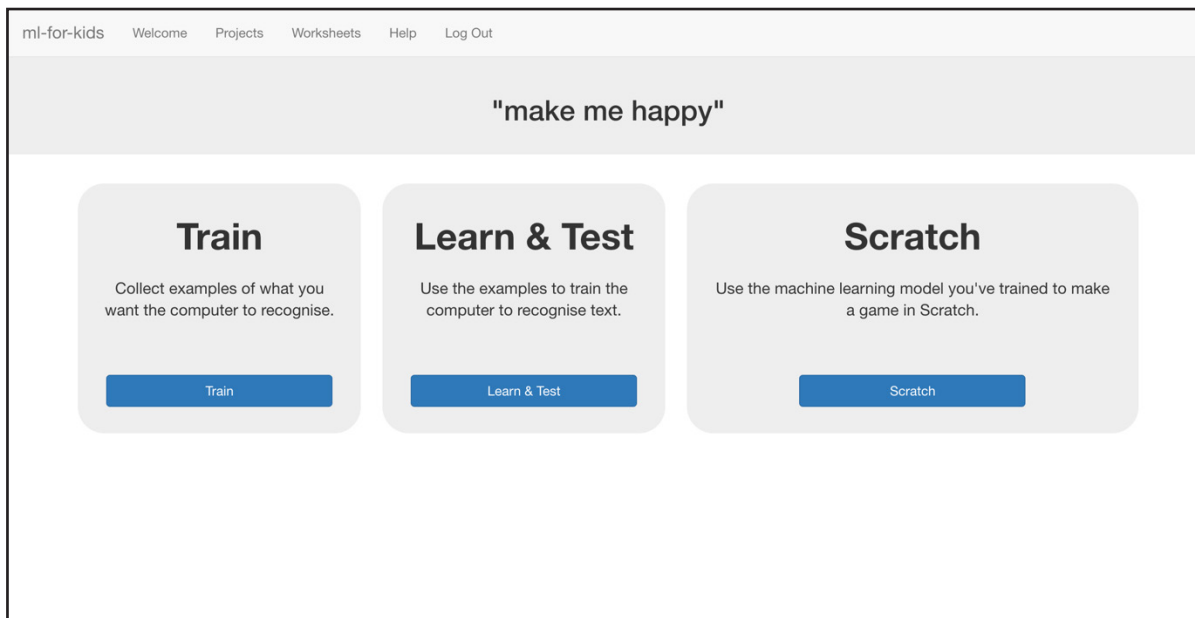 ml-for-kids Welcome Projects Worksheets Help Log Out
"make me happy"
Train
Collect examples of what you
want the computer to recognise.
Train
Learn & Test
Use the examples to train the
computer to recognise text.
Learn & Test
Scratch
Use the machine learning model you've trained to make
a game in Scratch.
Scratch